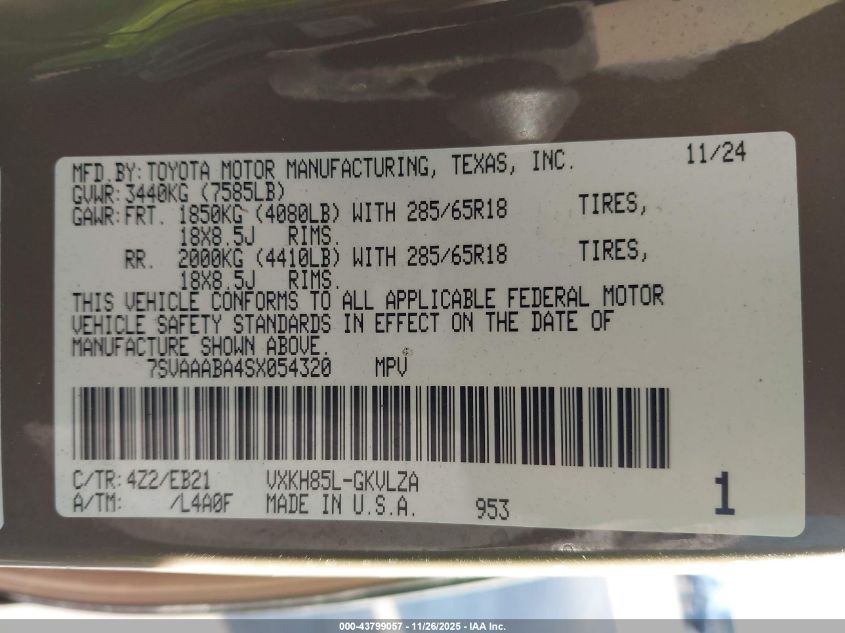 MFD.BY:TOYOTA MOTOR MANUFACTURING, TEXAS, INC. 11/24
GVWR:3440KG (7585LB)
GAWR:FRT. 1850KG (4080LB) WITH 285/65R18 TIRES,
18X8.5J RIMS.
RR. 2000KG (4410LB) WITH 285/65R18 TIRES,
18X8.5J RIMS.
THIS VEHICLE CONFORMS TO ALL APPLICABLE FEDERAL MOTOR
VEHICLE SAFETY STANDARDS IN EFFECT ON THE DATE OF
MANUFACTURE SHOWN ABOVE.
7SVAAABA4SX054320 MPV
C/TR:4Z2/EB21 VXKH85L-GKVLZA
A/TM: /L4A0F MADE IN U.S.A. 953 1
000-43799057 - 11/26/2025 - IAA Inc.